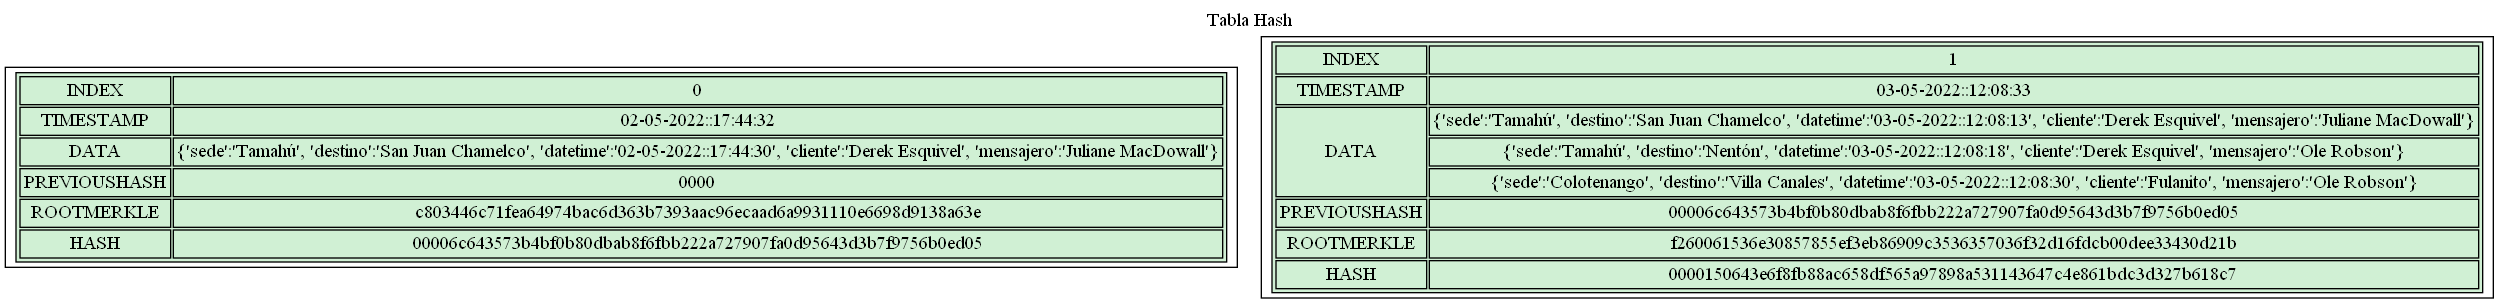 Tabla Hash
INDEX 0
TIMESTAMP 02-05-2022::17:44:32
DATA {'sede':'Tamahú', 'destino':'San Juan Chamelco', 'datetime':'02-05-2022::17:44:30', 'cliente':'Derek Esquivel', 'mensajero':'Juliane MacDowall'}
PREVIOUSHASH 0000
ROOTMERKLE c803446c71fea64974bac6d363b7393aac96ecaad6a9931110e6698d9138a63e
HASH 00006c643573b4bf0b80dbab8f6fbb222a727907fa0d95643d3b7f9756b0ed05
INDEX 1
TIMESTAMP 03-05-2022::12:08:33
DATA
{'sede':'Tamahú', 'destino':'San Juan Chamelco', 'datetime':'03-05-2022::12:08:13', 'cliente':'Derek Esquivel', 'mensajero':'Juliane MacDowall'}
{'sede':'Tamahú', 'destino':'Nentón', 'datetime':'03-05-2022::12:08:18', 'cliente':'Derek Esquivel', 'mensajero':'Ole Robson'}
{'sede':'Colotenango', 'destino':'Villa Canales', 'datetime':'03-05-2022::12:08:30', 'cliente':'Fulanito', 'mensajero':'Ole Robson'}
PREVIOUSHASH 00006c643573b4bf0b80dbab8f6fbb222a727907fa0d95643d3b7f9756b0ed05
ROOTMERKLE f260061536e30857855ef3eb86909c3536357036f32d16fdcb00dee33430d21b
HASH 0000150643e6f8fb88ac658df565a97898a531143647c4e861bdc3d327b618c7